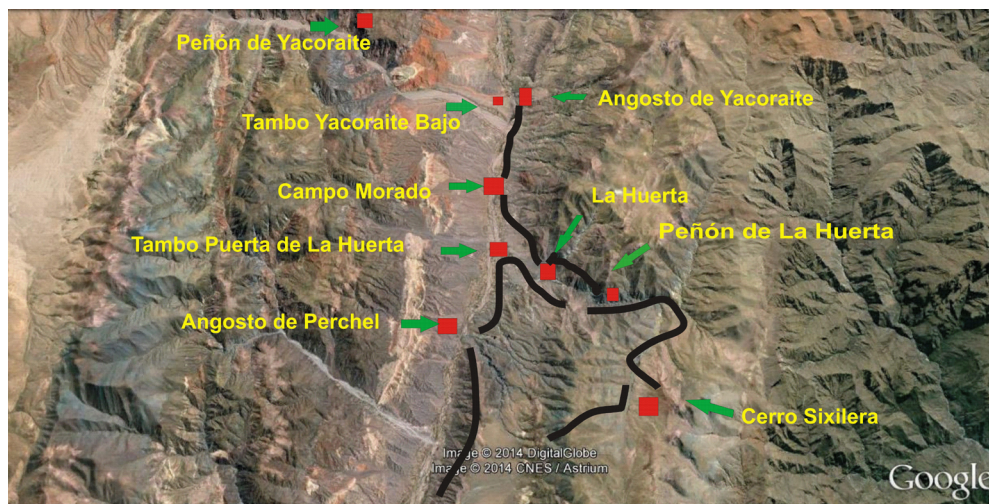 Peñón de Yacoraite
Angosto de Yacoraite
Tambo Yacoraite Bajo
Campo Morado
La Huerta
Peñón de La Huerta
Tambo Puerta de La Huerta
Angosto de Perchel
Cerro Sixilera
Image © 2014 DigitalGlobe
Image © 2014 CNES / Astrium
Google